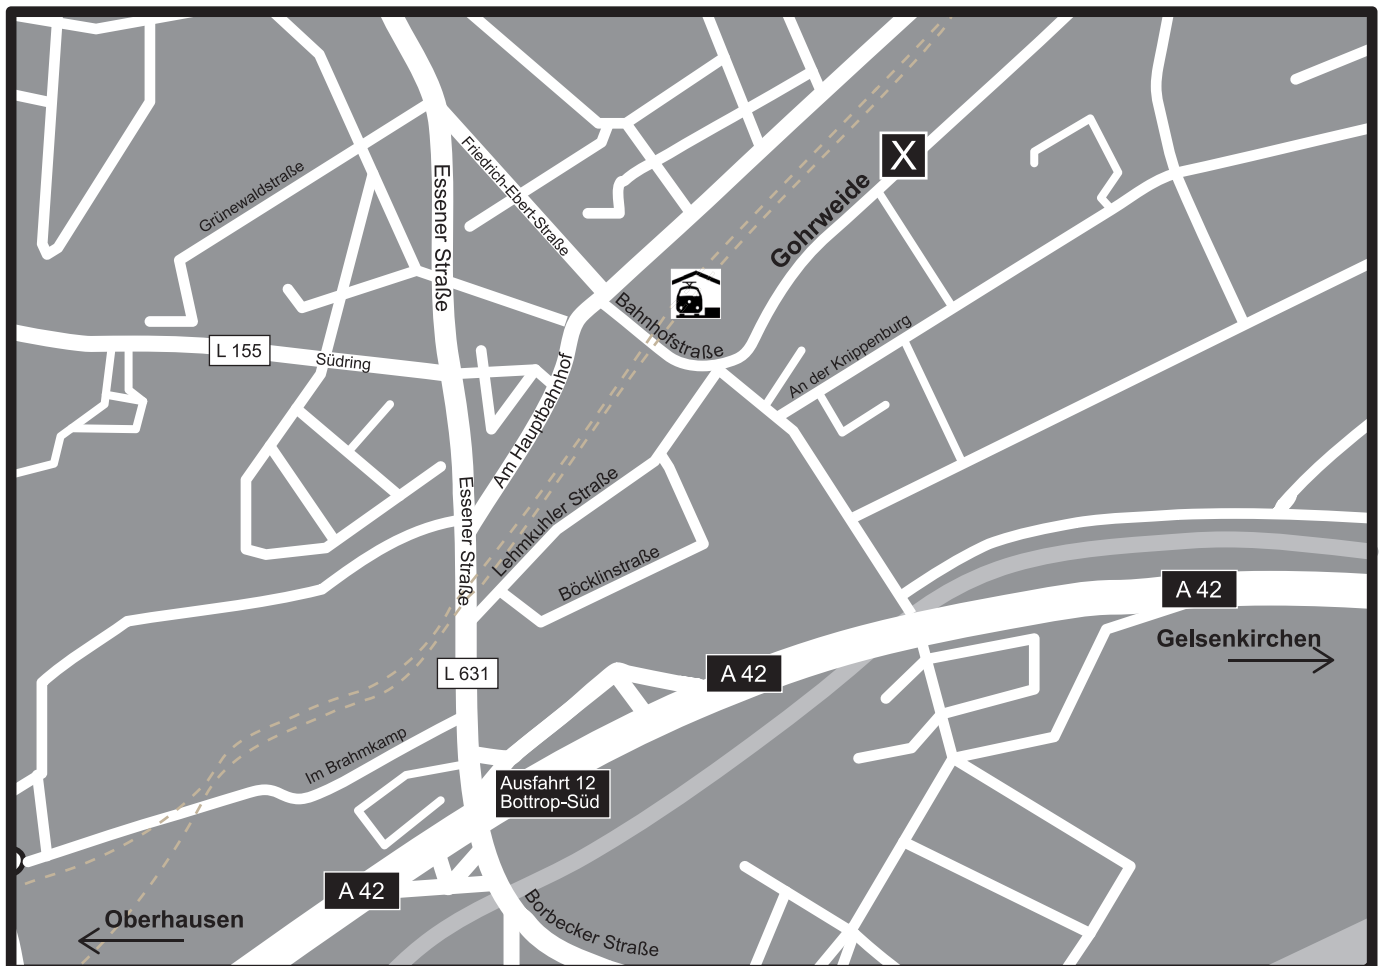 X
Friedrich-Ebert-Straße
Grünewaldstraße
Essener Straße
Gohrweide
Bahnhofstraße
L 155
Südring
An der Knippenburg
Am Hauptbahnhof
Essener Straße
Lehmkuhler Straße
Böcklinstraße
A 42
Gelsenkirchen
L 631
A 42
Im Brahmkamp
Ausfahrt 12
Bottrop-Süd
A 42
Oberhausen
Borbecker Straße